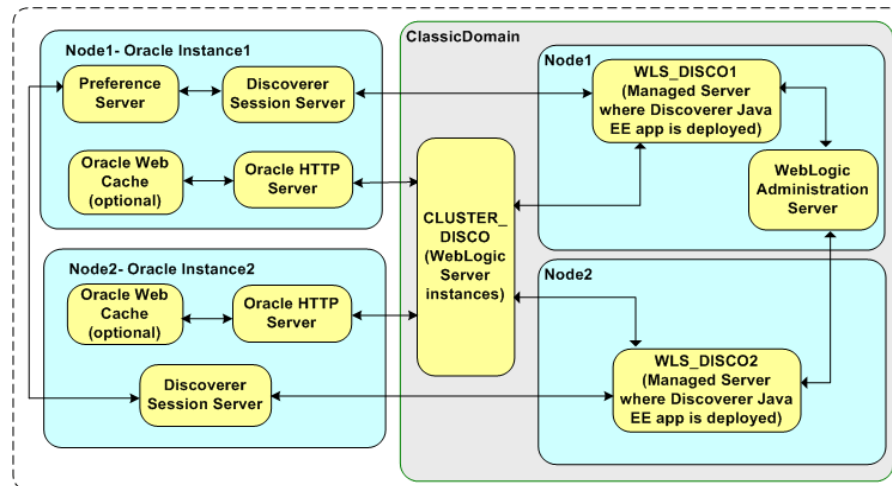 Node1- Oracle Instance1
Preference
Server
Discoverer
Session Server
Oracle Web
Cache
(optional)
Oracle HTTP
Server
Node2- Oracle Instance2
Oracle Web
Cache
(optional)
Oracle HTTP
Server
Discoverer
Session Server
ClassicDomain
CLUSTER_
DISCO
(WebLogic
Server
instances)
Node1
WLS_DISCO1
(Managed Server
where Discoverer Java
EE app is deployed)
WebLogic
Administration
Server
Node2
WLS_DISCO2
(Managed Server
where Discoverer Java
EE app is deployed)